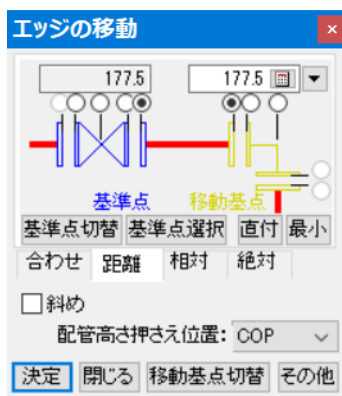 エッジの移動
177.5 177.5
基準点 移動基点
基準点切替 基準点選択 直付 最小
合わせ 距離 相対 絶対
斜め
配管高さ押さえ位置: COP
決定 閉じる 移動基点切替 その他